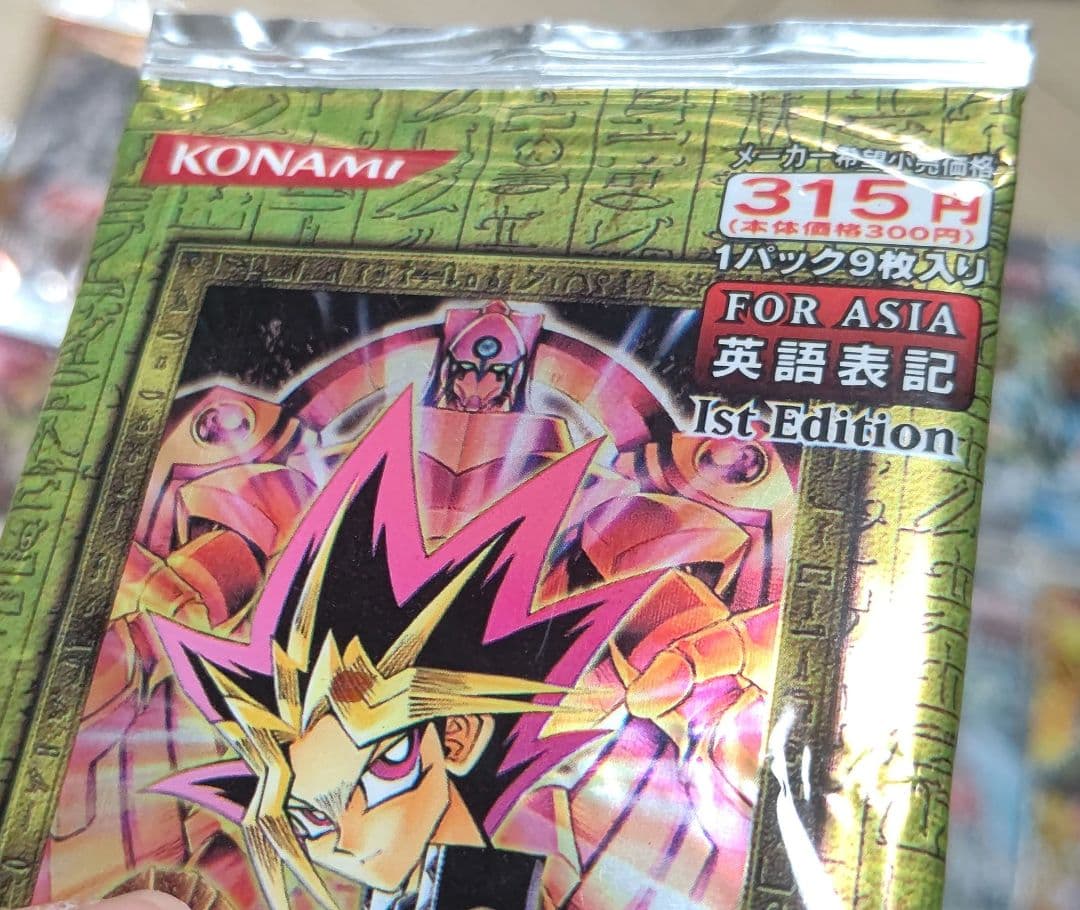 KONAMI
メーカー希望小売価格
315円
(本体価格300円)
1パック9枚入り
FOR ASIA
英語表記
1st Edition